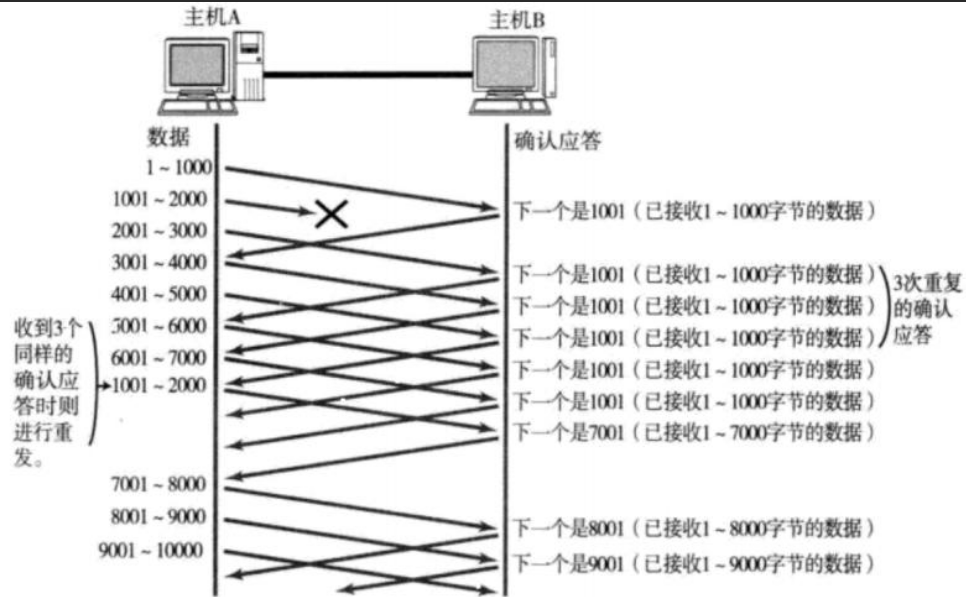 主机A
主机B
数据
确认应答
1~1000
1001~2000
下一个是1001（已接收1~1000字节的数据）
2001~3000
3001~4000
下一个是1001（已接收1~1000字节的数据）
4001~5000
下一个是1001（已接收1~1000字节的数据）
5001~6000
下一个是1001（已接收1~1000字节的数据）
3次重复
的确认
应答
6001~7000
下一个是1001（已接收1~1000字节的数据）
1001~2000
下一个是1001（已接收1~1000字节的数据）
收到3个
同样的
确认应
答时则
进行重
发。
下一个是7001（已接收1~7000字节的数据）
7001~8000
8001~9000
下一个是8001（已接收1~8000字节的数据）
9001~10000
下一个是9001（已接收1~9000字节的数据）